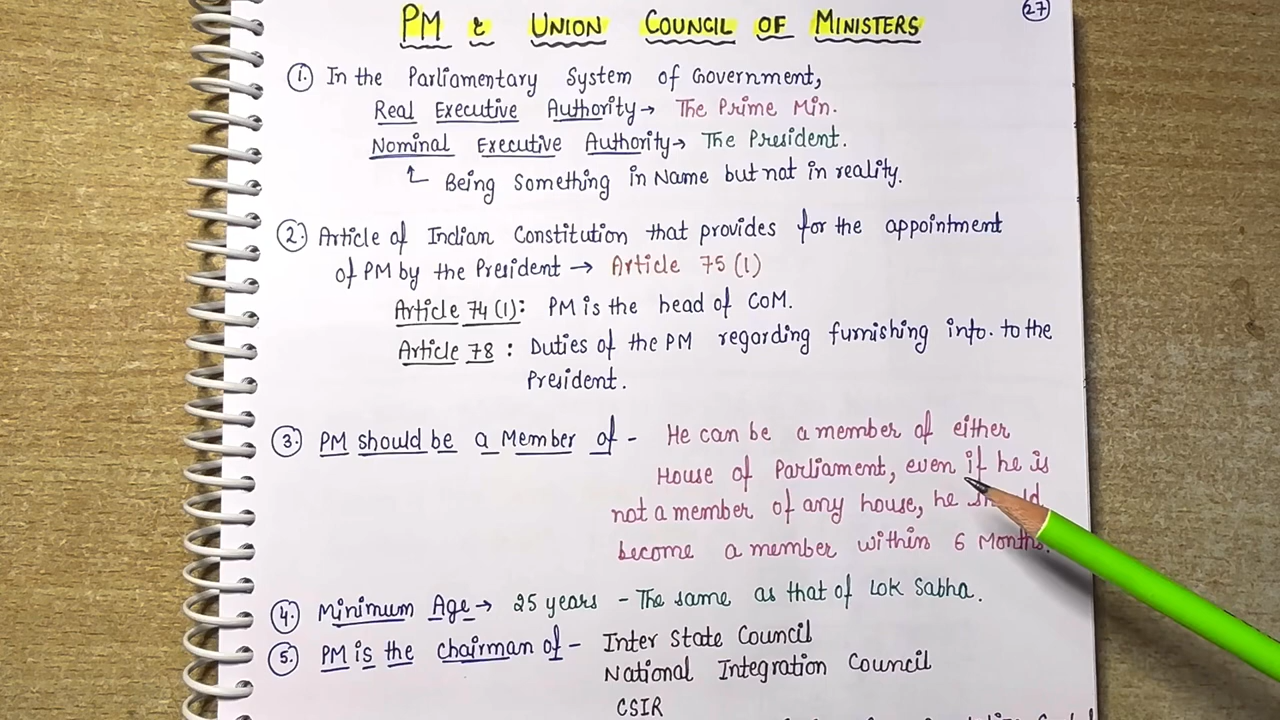 PM & UNION COUNCIL OF MINISTERS
27
1. In the Parliamentary System of Government,
Real Executive Authority → The Prime Min.
Nominal Executive Authority → The President.
Being Something in Name but not in reality.
2. Article of Indian Constitution that provides for the appointment
of PM by the President → Article 75 (1)
Article 74 (1): PM is the head of COM.
Article 78 : Duties of the PM regarding furnishing info. to the
President.
3. PM should be a Member of - He can be a member of either
House of Parliament, even if he is
not a member of any house, he should
become a member within 6 Months.
4. Minimum Age → 25 years - The same as that of Lok Sabha.
5. PM is the chairman of - Inter State Council
National Integration Council
CSIR